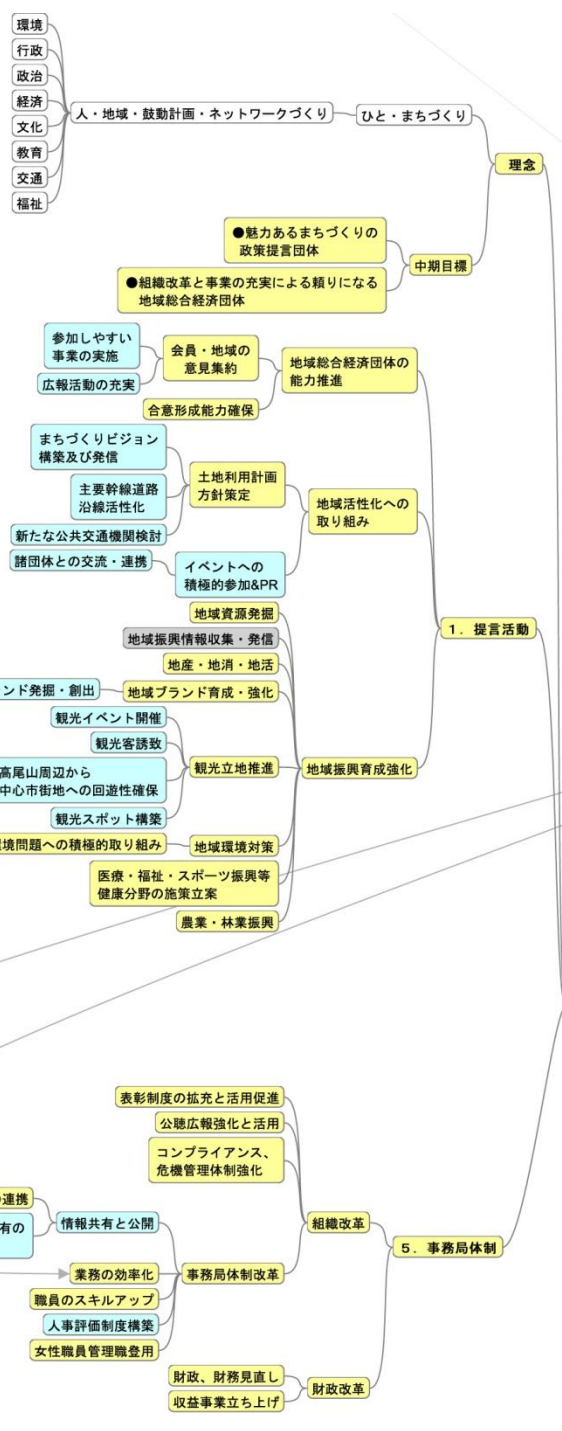 環境
行政
政治
経済
文化
教育
交通
福祉
人・地域・鼓動計画・ネットワークづくり
ひと・まちづくり
理念
●魅力あるまちづくりの
政策提言団体
●組織改革と事業の充実による頼りになる
地域総合経済団体
中期目標
参加しやすい
事業の実施
広報活動の充実
会員・地域の
意見集約
合意形成能力確保
地域総合経済団体の
能力推進
まちづくりビジョン
構築及び発信
主要幹線道路
沿線活性化
新たな公共交通機関検討
土地利用計画
方針策定
諸団体との交流・連携
イベントへの
積極的参加&PR
地域活性化への
取り組み
1．提言活動
地域資源発掘
地域振興情報収集・発信
地産・地消・地活
ンド発掘・創出
地域ブランド育成・強化
観光イベント開催
観光客誘致
高尾山周辺から
中心市街地への回遊性確保
観光スポット構築
観光立地推進
地域振興育成強化
境問題への積極的取り組み
地域環境対策
医療・福祉・スポーツ振興等
健康分野の施策立案
農業・林業振興
表彰制度の拡充と活用促進
公聴広報強化と活用
コンプライアンス、
危機管理体制強化
組織改革
連携
有の
情報共有と公開
業務の効率化
職員のスキルアップ
人事評価制度構築
女性職員管理職登用
事務局体制改革
5．事務局体制
財政、財務見直し
収益事業立ち上げ
財政改革